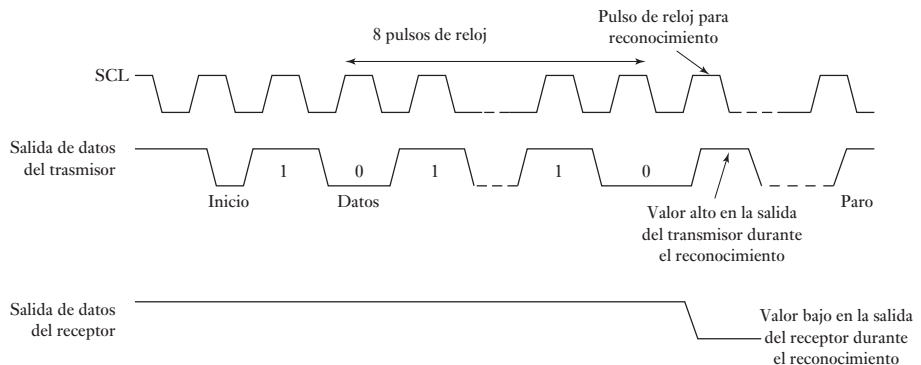 8 pulsos de reloj
Pulso de reloj para
reconocimiento
SCL
Salida de datos
del trasmisor
1
0
1
1
0
Inicio
Datos
Paro
Valor alto en la salida
del transmisor durante
el reconocimiento
Salida de datos
del receptor
Valor bajo en la salida
del receptor durante
el reconocimiento